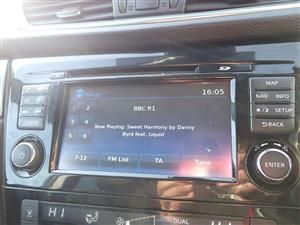 16:05
MAP
BBC R1
1 2
NAV INFO
3 4
Now Playing: Sweet Harmony by Danny
Byrd feat. Liquid
SETUP
5 6
BACK
7-12 FM List TA Tune
ENTER
HI
DUAL